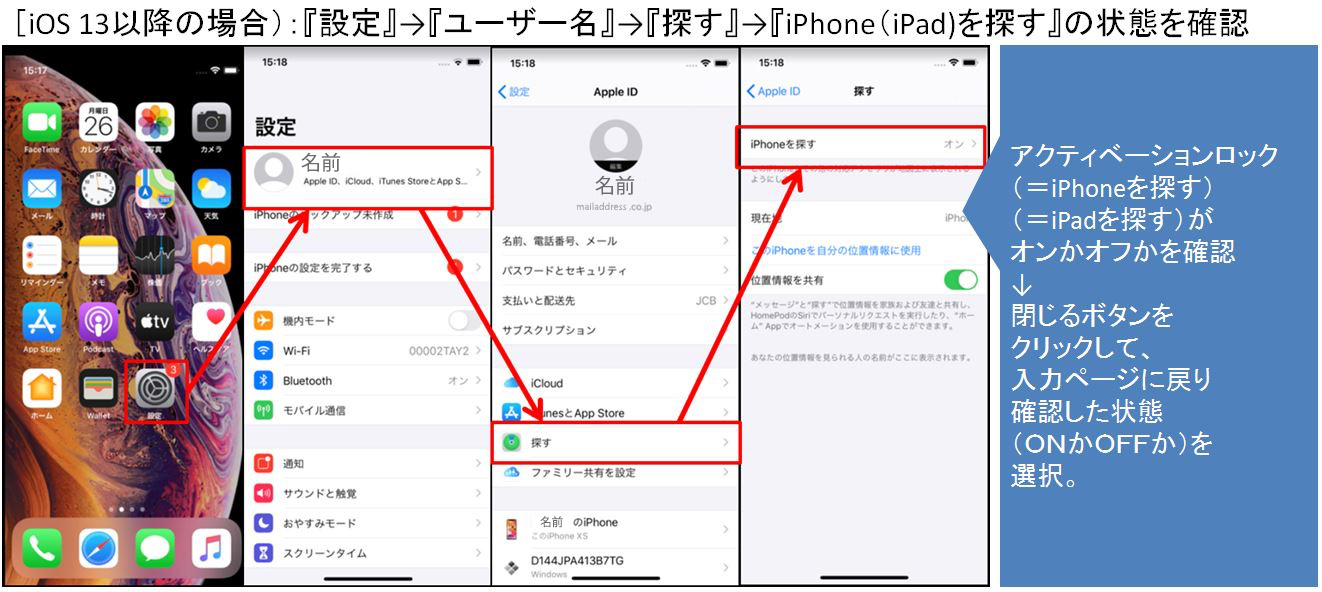 [iOS 13以降の場合）：『設定』→『ユーザー名』→『探す』→『iPhone（iPad)を探す』の状態を確認
15:17
FaceTime
月曜日
26
カレンダー
写真
カメラ
メール
時計
マップ
天気
リマインダー
メモ
株価
ブック
App Store
Podcast
tv
TV
ヘルスケア
ホーム
Wallet
3
設定
15:18
設定
名前
Apple ID、iCloud、iTunes StoreとApp S...
iPhoneのバックアップ未作成
1
iPhoneの設定を完了する
機内モード
Wi-Fi
00002TAY2
Bluetooth
オン
モバイル通信
通知
サウンドと触覚
おやすみモード
スクリーンタイム
15:18
設定
Apple ID
編集
名前
mailaddress .co.jp
名前、電話番号、メール
パスワードとセキュリティ
支払いと配送先
JCB
サブスクリプション
iCloud
iTunesとApp Store
探す
ファミリー共有を設定
名前 のiPhone
このiPhone XS
D144JPA413B7TG
Windows
15:18
Apple ID
探す
iPhoneを探す
オン
ようにし
現在地
iPho
このiPhoneを自分の位置情報に使用
位置情報を共有
"メッセージ"と"探す"で位置情報を家族および友達と共有し、
HomePodのSiriでパーソナルリクエストを実行したり、"ホー
ム" Appでオートメーションを使用することができます。
あなたの位置情報を見られる人の名前がここに表示されます。
アクティベーションロック
（＝iPhoneを探す）
（＝iPadを探す）が
オンかオフかを確認
↓
閉じるボタンを
クリックして、
入力ページに戻り
確認した状態
（ＯＮかＯＦＦか）を
選択。